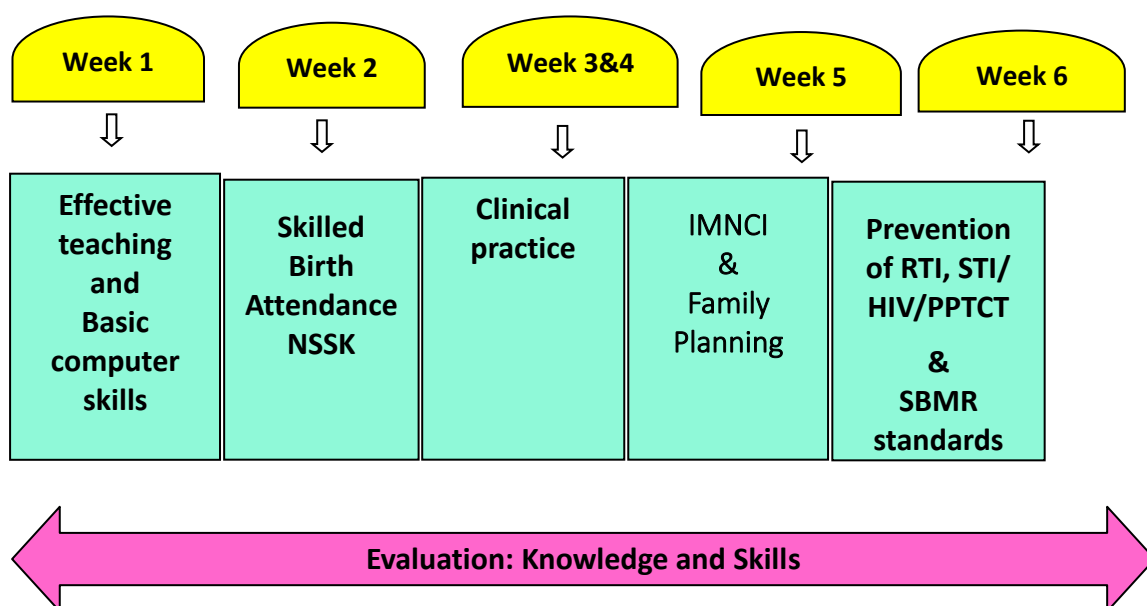 Week 1
Week 2
Week 3&4
Week 5
Week 6
Effective
teaching
and
Basic
computer
skills
Skilled
Birth
Attendance
NSSK
Clinical
practice
IMNCI
&
Family
Planning
Prevention
of RTI, STI/
HIV/PPTCT
&
SBMR
standards
Evaluation: Knowledge and Skills